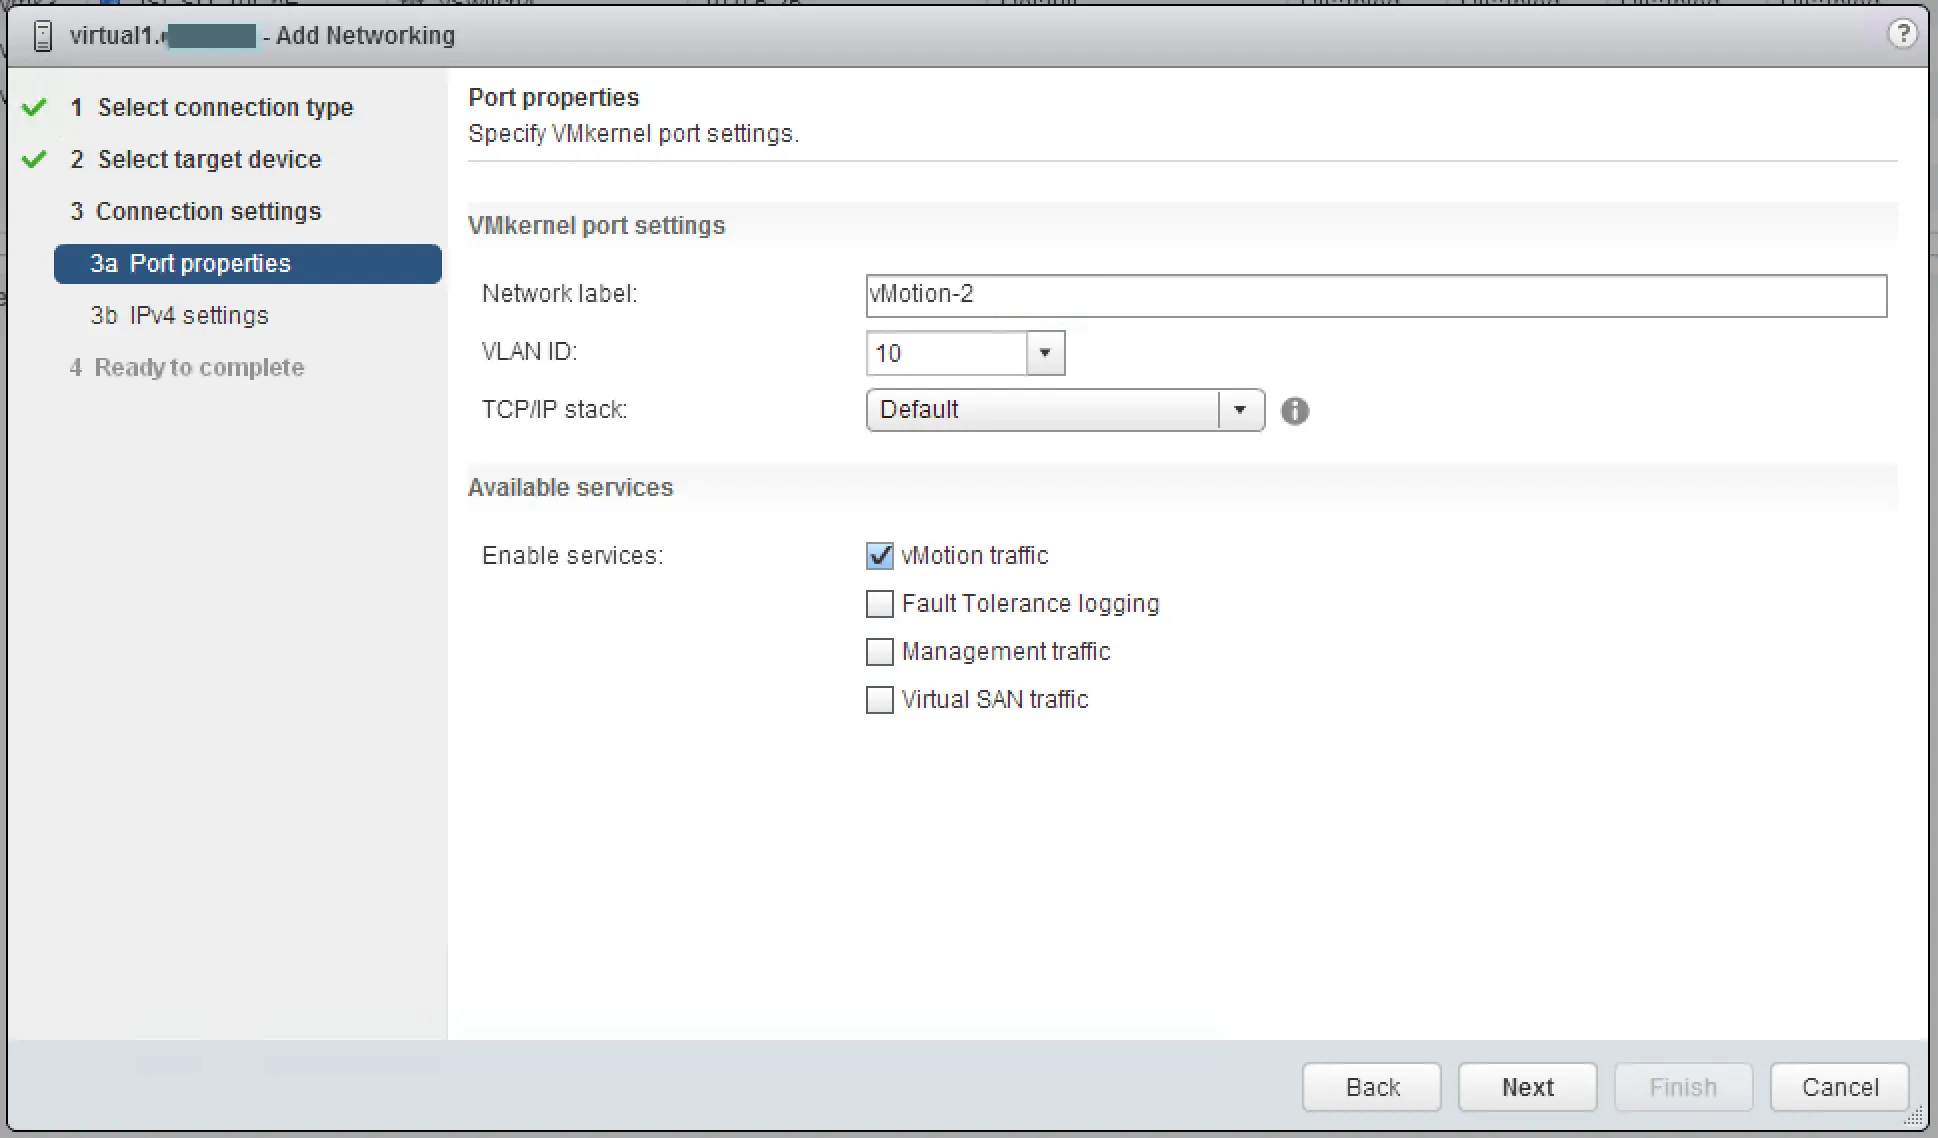 virtual1. - Add Networking
?
1 Select connection type
2 Select target device
3 Connection settings
3a Port properties
3b IPv4 settings
4 Ready to complete
Port properties
Specify VMkernel port settings.
VMkernel port settings
Network label: vMotion-2
VLAN ID: 10
TCP/IP stack: Default
Available services
Enable services: vMotion traffic
Fault Tolerance logging
Management traffic
Virtual SAN traffic
Back Next Finish Cancel